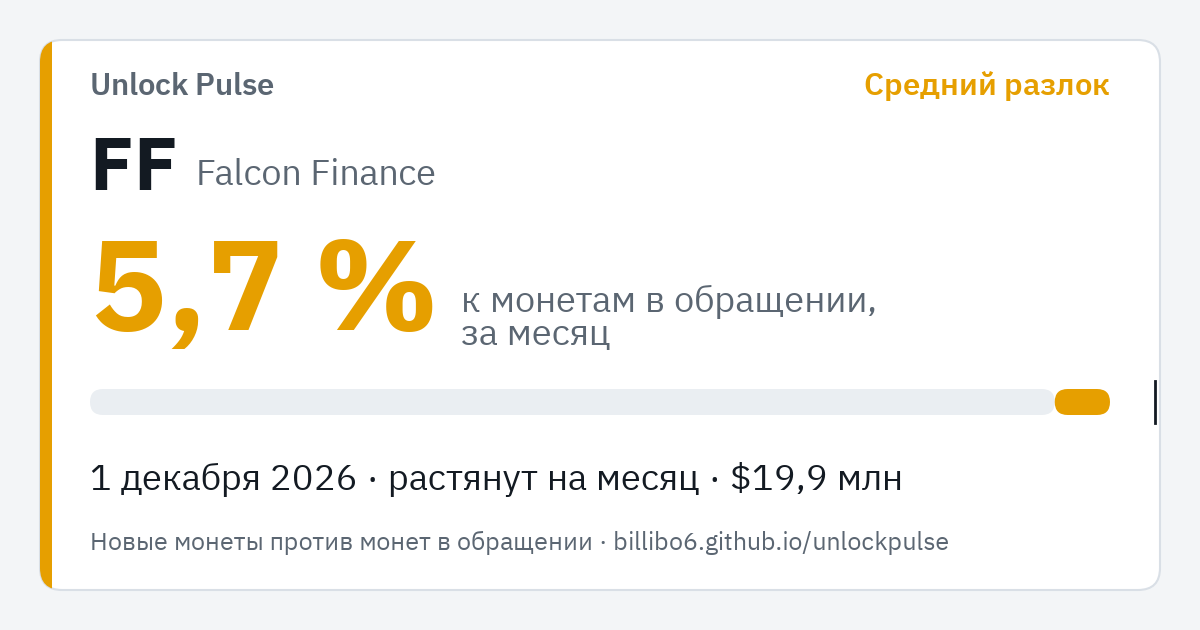 Unlock Pulse
Средний разлок
FF Falcon Finance
5,7 % к монетам в обращении,
за месяц
1 декабря 2026 · растянут на месяц · $19,9 млн
Новые монеты против монет в обращении · billibo6.github.io/unlockpulse